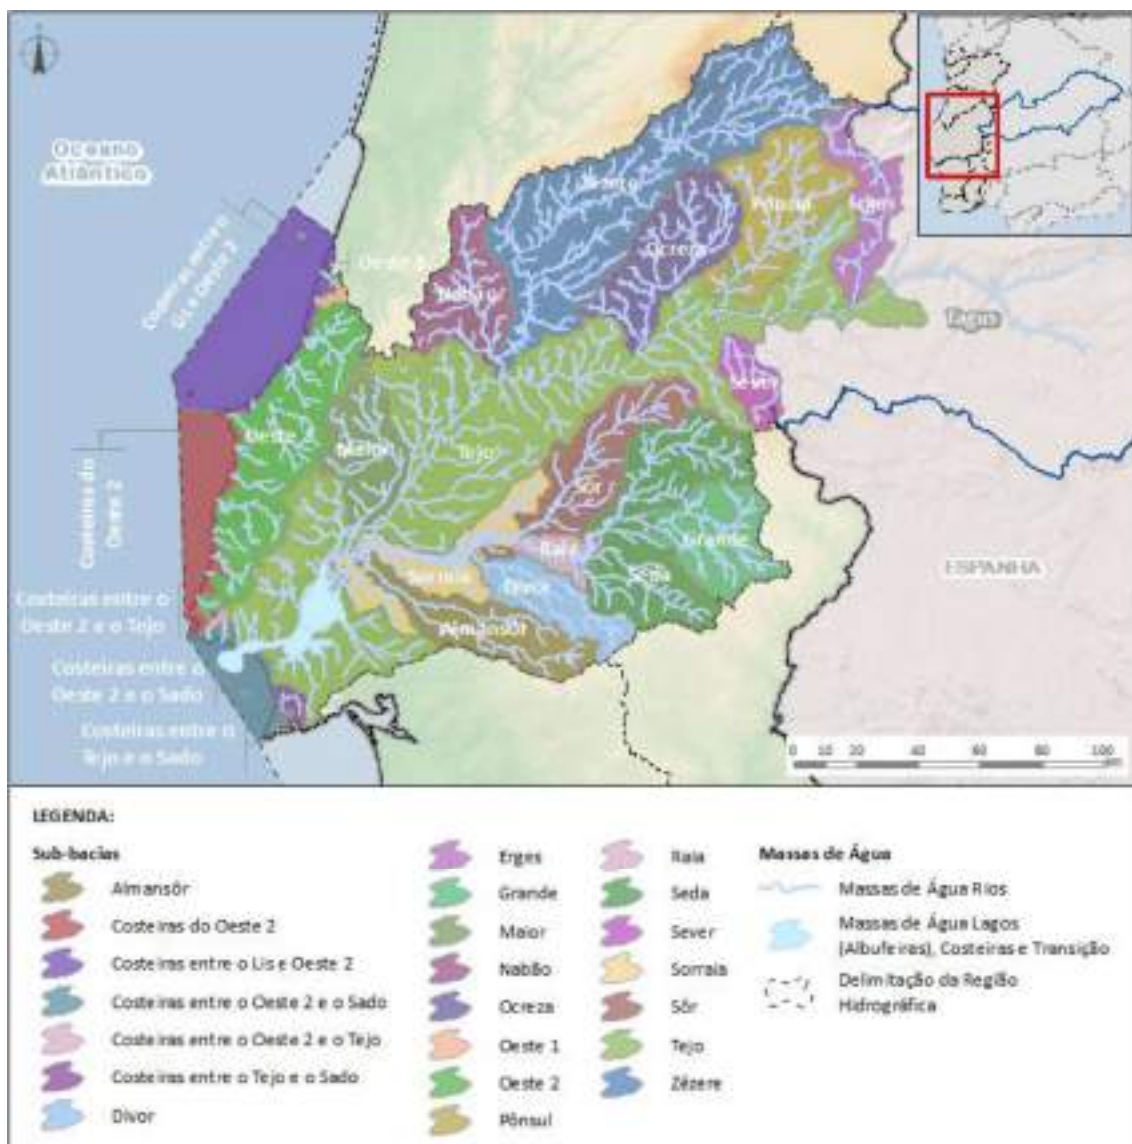 Oceano
Atlântico
Costeiras entre o
Lis e Oeste 2
Costeiras do
Oeste 2
Costeiras entre o
Oeste 2 e o Tejo
Costeiras entre o
Oeste 2 e o Sado
Costeiras entre o
Tejo e o Sado
Zêzere
Pônsul
Erges
Ocreza
Nabão
Oeste
Tejo
Sever
Oeste
Maior
Tejo
Sôr
Grande
Raia
Seda
Sorraia
Divor
Almansôr
ESPANHA
0 10 20 40 60 80 100
km
LEGENDA:
Sub-bacias
Almansôr
Costeiras do Oeste 2
Costeiras entre o Lis e Oeste 2
Costeiras entre o Oeste 2 e o Sado
Costeiras entre o Oeste 2 e o Tejo
Costeiras entre o Tejo e o Sado
Divor
Erges
Grande
Maior
Nabão
Ocreza
Oeste 1
Oeste 2
Pônsul
Raia
Seda
Sever
Sorraia
Sôr
Tejo
Zêzere
Massas de Água
Massas de Água Rios
Massas de Água Lagos
(Albufeiras), Costeiras e Transição
Delimitação da Região
Hidrográfica